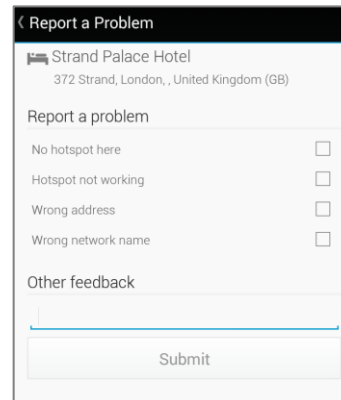 Report a Problem
Strand Palace Hotel
372 Strand, London, , United Kingdom (GB)
Report a problem
No hotspot here
Hotspot not working
Wrong address
Wrong network name
Other feedback
Submit